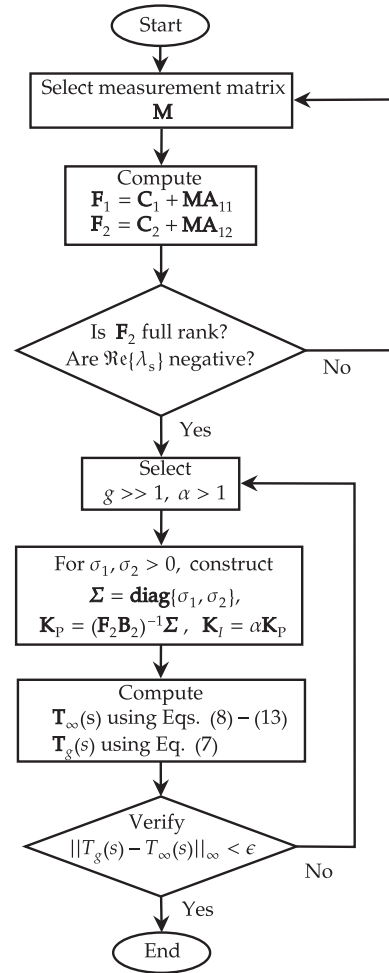 Start
Select measurement matrix
M
Compute
F₁ = C₁ + MA₁₁
F₂ = C₂ + MA₁₂
Is F₂ full rank?
Are ℜe{λₛ} negative?
No
Yes
Select
g >> 1, α > 1
For σ₁, σ₂ > 0, construct
Σ = diag{σ₁, σ₂},
K_P = (F₂B₂)⁻¹Σ , K_I = αK_P
Compute
T_∞(s) using Eqs. (8) – (13)
T_g(s) using Eq. (7)
Verify
||T_g(s) – T_∞(s)||_∞ < ϵ
No
Yes
End